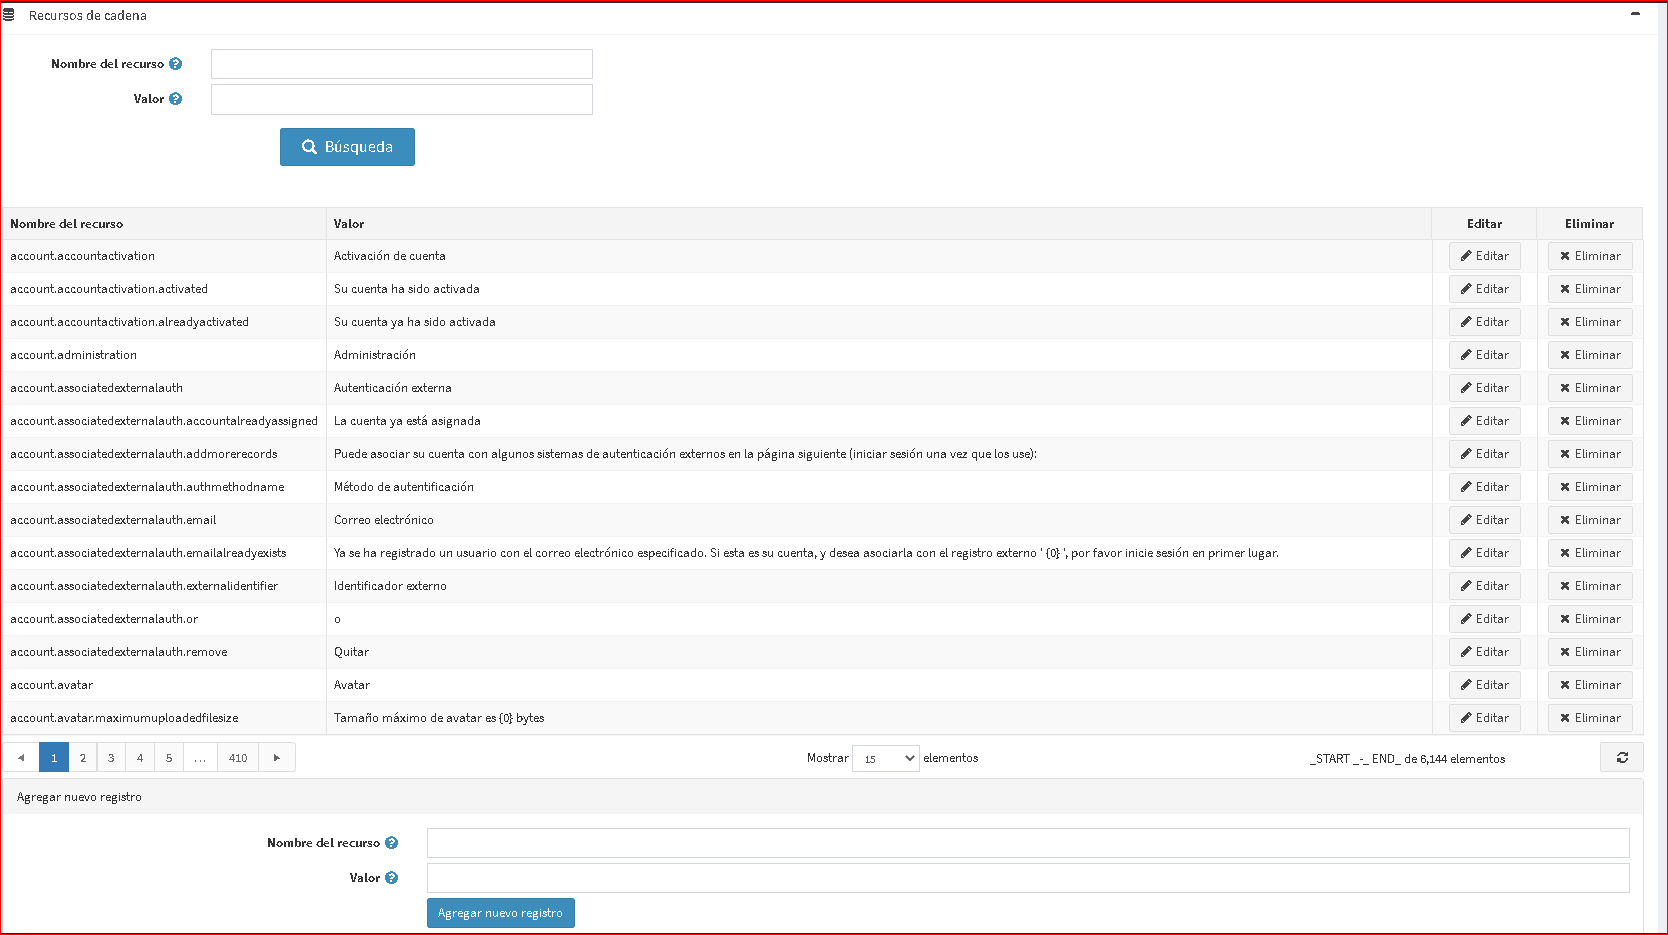 Recursos de cadena
Nombre del recurso
Valor
Búsqueda
Nombre del recurso Valor Editar Eliminar
account.accountactivation Activación de cuenta Editar Eliminar
account.accountactivation.activated Su cuenta ha sido activada Editar Eliminar
account.accountactivation.alreadyactivated Su cuenta ya ha sido activada Editar Eliminar
account.administration Administración Editar Eliminar
account.associatedexternalauth Autenticación externa Editar Eliminar
account.associatedexternalauth.accountalreadyassigned La cuenta ya está asignada Editar Eliminar
account.associatedexternalauth.addmorerecords Puede asociar su cuenta con algunos sistemas de autenticación externos en la página siguiente (iniciar sesión una vez que los use): Editar Eliminar
account.associatedexternalauth.authmethodname Método de autentificación Editar Eliminar
account.associatedexternalauth.email Correo electrónico Editar Eliminar
account.associatedexternalauth.emailalreadyexists Ya se ha registrado un usuario con el correo electrónico especificado. Si esta es su cuenta, y desea asociarla con el registro externo ' {0} ', por favor inicie sesión en primer lugar. Editar Eliminar
account.associatedexternalauth.externalidentifier Identificador externo Editar Eliminar
account.associatedexternalauth.or o Editar Eliminar
account.associatedexternalauth.remove Quitar Editar Eliminar
account.avatar Avatar Editar Eliminar
account.avatar.maximumuploadedfilesize Tamaño máximo de avatar es {0} bytes Editar Eliminar
1 2 3 4 5 ... 410 Mostrar 15 elementos _START _-_ END_ de 6,144 elementos
Agregar nuevo registro
Nombre del recurso
Valor
Agregar nuevo registro